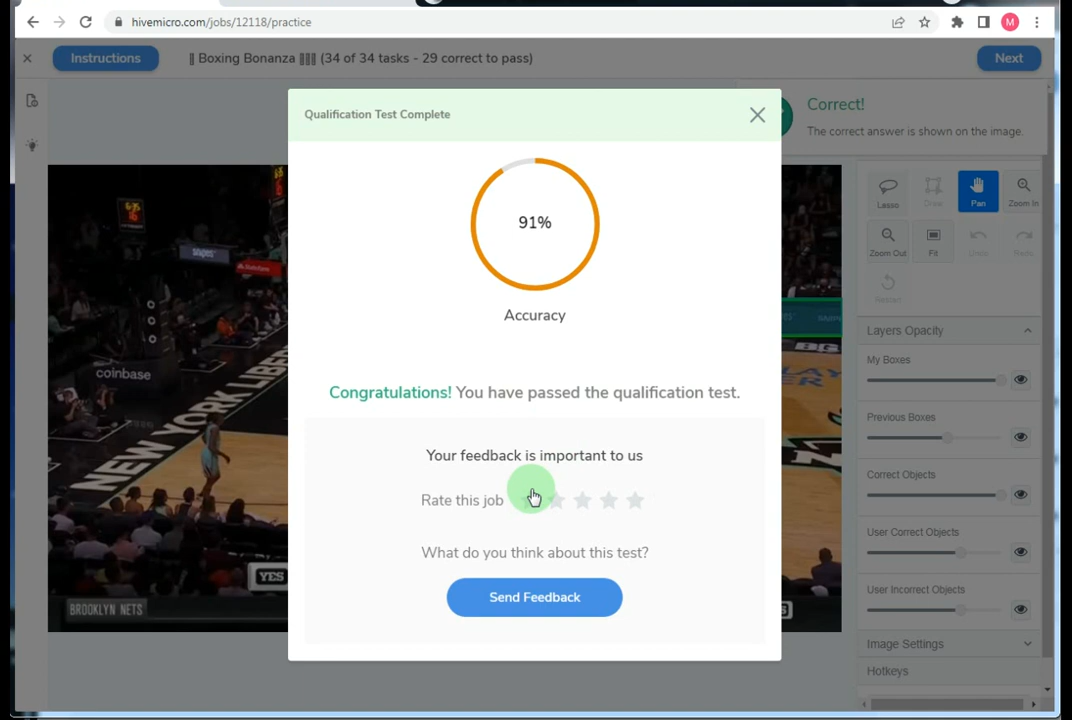 hivemicro.com/jobs/12118/practice
M
Instructions
Boxing Bonanza (34 of 34 tasks - 29 correct to pass)
Next
Qualification Test Complete
Correct!
The correct answer is shown on the image.
91%
Accuracy
Congratulations! You have passed the qualification test.
Your feedback is important to us
Rate this job
What do you think about this test?
Send Feedback
Lasso
Draw
Pan
Zoom In
Zoom Out
Fit
Undo
Redo
Layers Opacity
My Boxes
Previous Boxes
Correct Objects
User Correct Objects
User Incorrect Objects
Image Settings
Hotkeys
coinbase
NEW YORK LIBE
YES
BROOKLYN NETS
BG